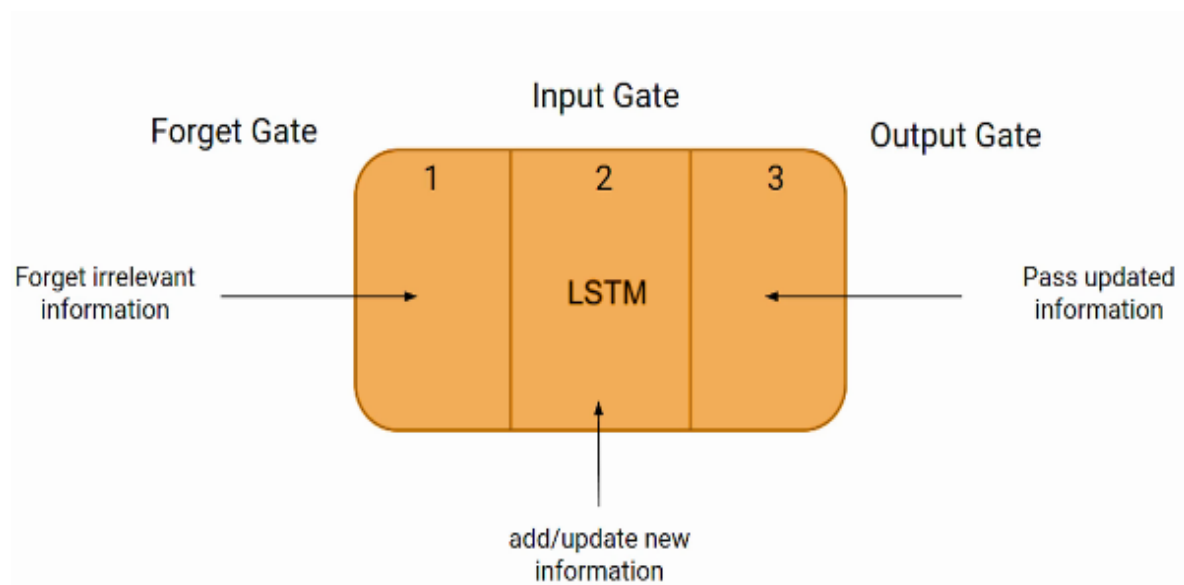 Input Gate
Forget Gate
Output Gate
1
2
3
Forget irrelevant
information
LSTM
Pass updated
information
add/update new
information